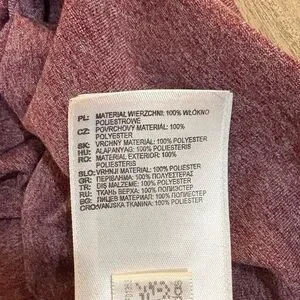 PL: MATERIAŁ WIERZCHNI: 100% WŁÓKNO
POLIESTROWE
CZ: POVRCHOVÝ MATERIÁL: 100%
POLYESTER
SK: VRCHNÝ MATERIÁL: 100% POLYESTER
HU: ALAPANYAG: 100% POLIÉSZTER
RO: MATERIAL EXTERIOR: 100%
POLIESTER
SLO: VRHNJI MATERIAL: 100% POLIESTER
GR: 100% ΠΟΛΥΕΣΤΕΡΑΣ
TR: DIŞ MALZEME: 100% POLYESTER
RU: ТКАНЬ ВЕРХА: 100% ПОЛИЭСТЕР
BG: ЛИЦЕВ МАТЕРИАЛ: 100% ПОЛИЕСТЕР
CRO: VANJSKA TKANINA: 100% POLIESTER